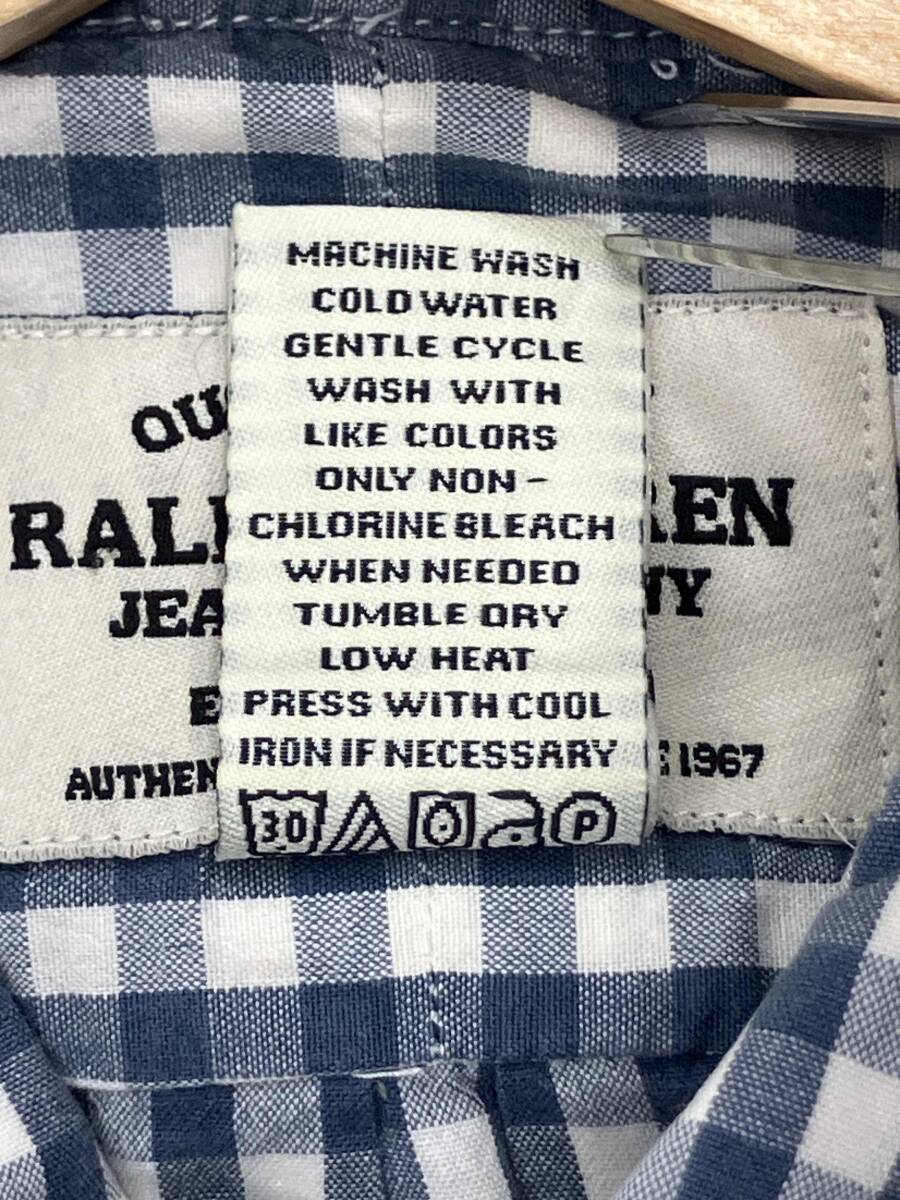 MACHINE WASH
COLD WATER
GENTLE CYCLE
WASH WITH
LIKE COLORS
ONLY NON-
CHLORINE BLEACH
WHEN NEEDED
TUMBLE DRY
LOW HEAT
PRESS WITH COOL
IRON IF NECESSARY
30 P
1967